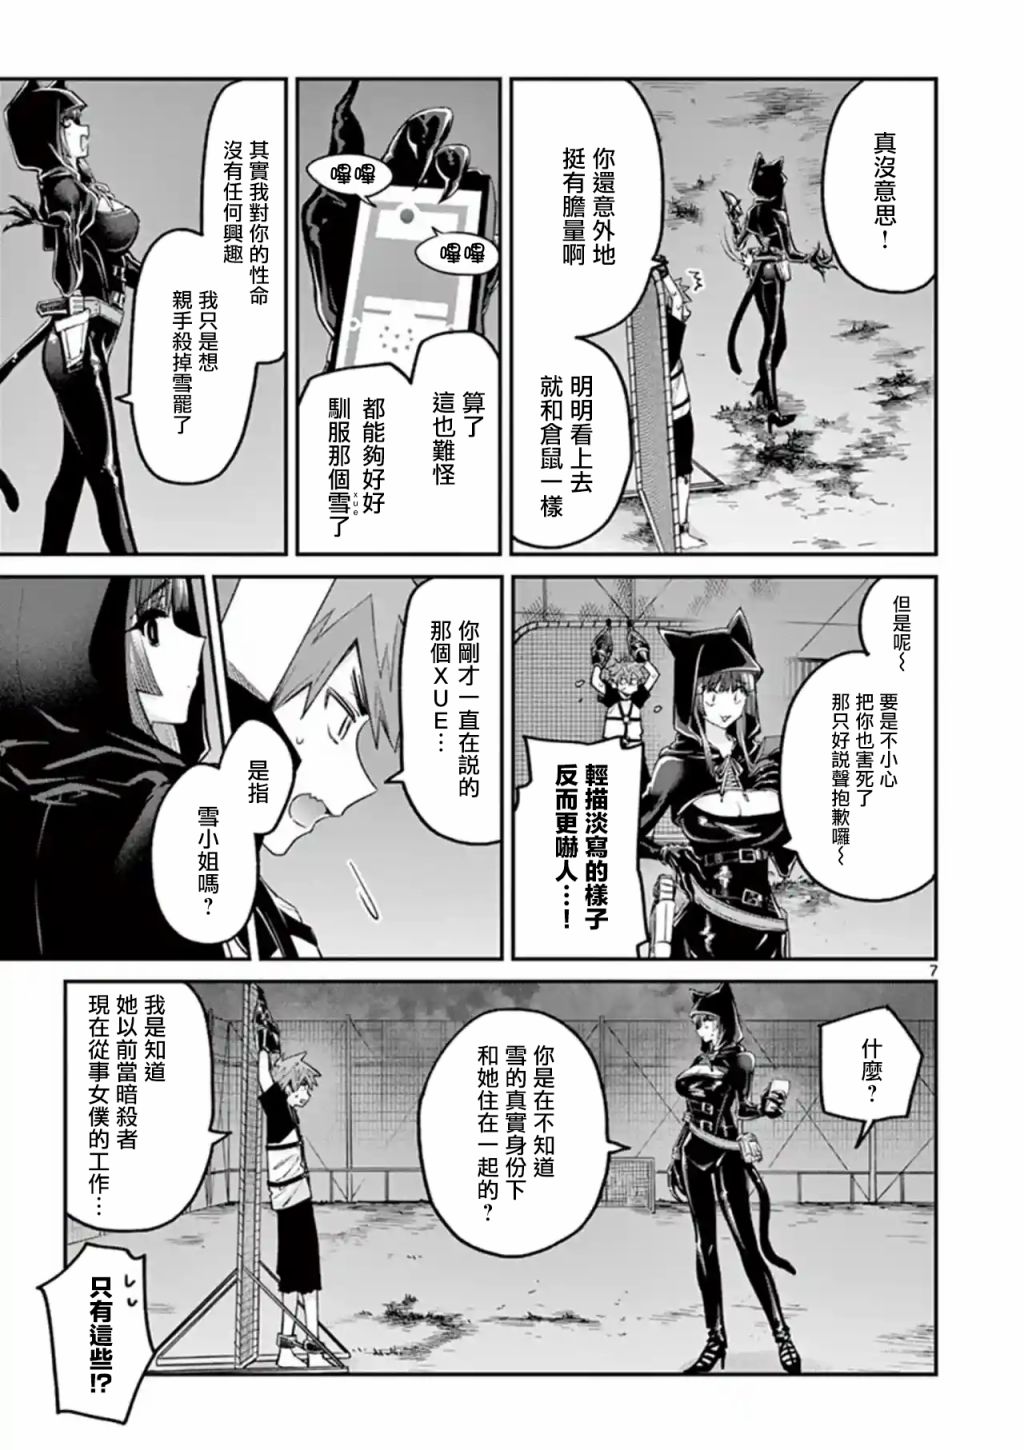 真沒意思！
你還意外地
挺有膽量啊
明明看上去
就和倉鼠一樣
嗶嗶
嗶嗶
算了
這也難怪
都能夠好好
馴服那個雪了
xue
其實我對你的性命
沒有任何興趣
我只是想
親手殺掉雪罷了
但是呢～
要是不小心
把你也害死了
那只好説聲抱歉囉～
輕描淡寫的樣子
反而更嚇人…！
你剛才一直在説的
那個XUE…
是指
雪小姐嗎？
7
什麼？
你是在不知道
雪的真實身份下
和她住在一起的？
我是知道
她以前當暗殺者
現在從事女僕的工作…
只有這些!?